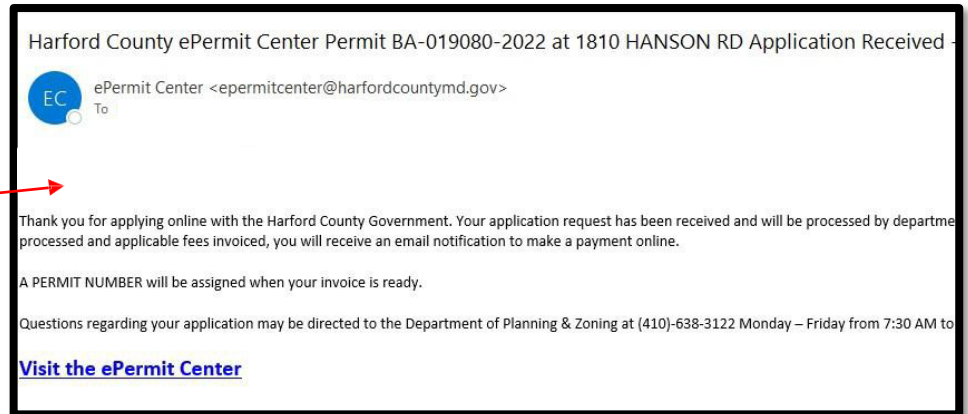 Harford County ePermit Center Permit BA-019080-2022 at 1810 HANSON RD Application Received -
EC
ePermit Center <epermitcenter@harfordcountymd.gov>
To
Thank you for applying online with the Harford County Government. Your application request has been received and will be processed by departme
processed and applicable fees invoiced, you will receive an email notification to make a payment online.
A PERMIT NUMBER will be assigned when your invoice is ready.
Questions regarding your application may be directed to the Department of Planning & Zoning at (410)-638-3122 Monday – Friday from 7:30 AM to
Visit the ePermit Center